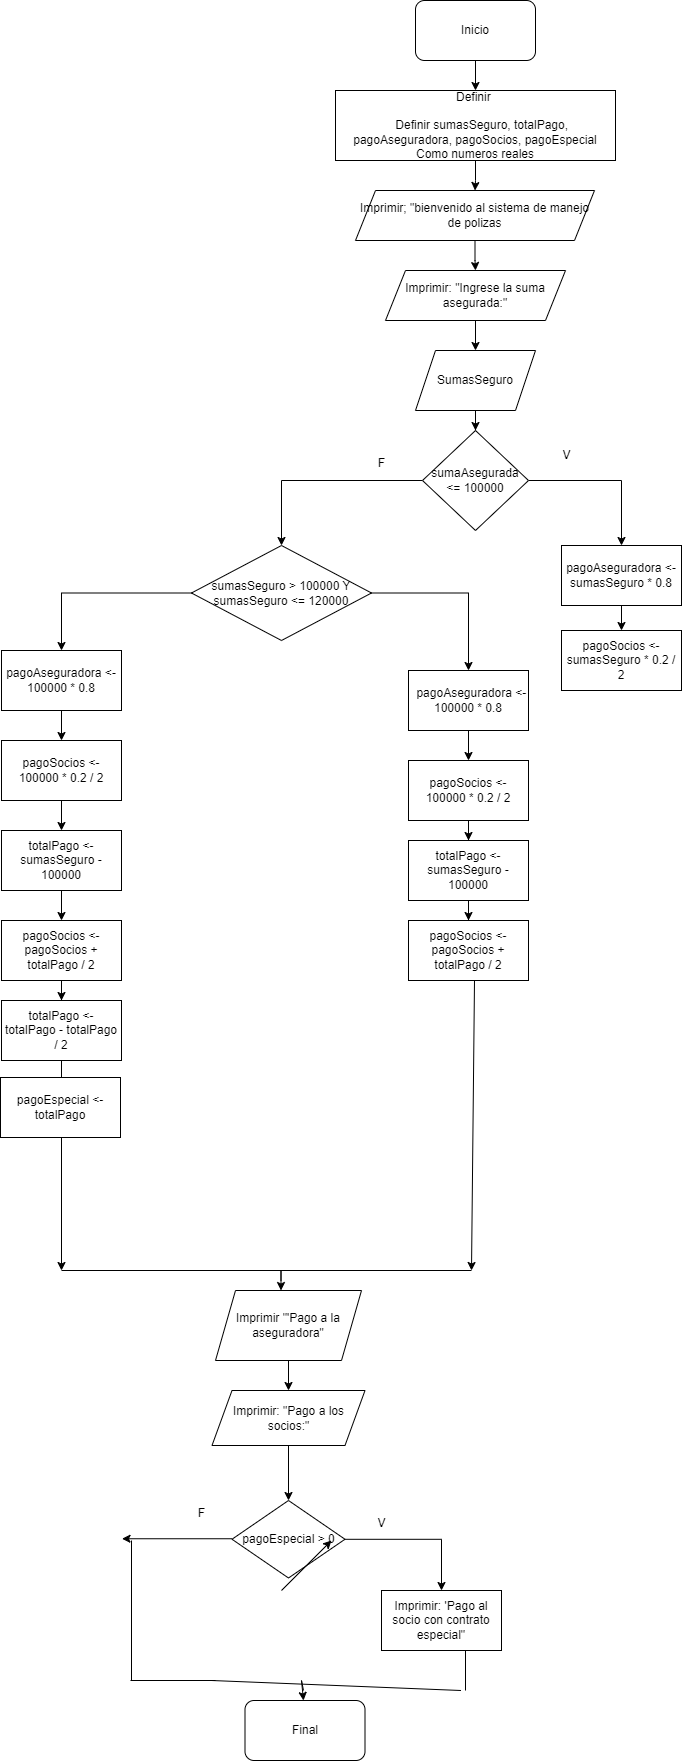 Inicio
Definir
Definir sumasSeguro, totalPago,
pagoAseguradora, pagoSocios, pagoEspecial
Como numeros reales
Imprimir; "bienvenido al sistema de manejo
de polizas
Imprimir: "Ingrese la suma
asegurada:"
SumasSeguro
sumaAsegurada
<= 100000
F
V
sumasSeguro > 100000 Y
sumasSeguro <= 120000
pagoAseguradora <-
sumasSeguro * 0.8
pagoSocios <-
sumasSeguro * 0.2 /
2
pagoAseguradora <-
100000 * 0.8
pagoSocios <-
100000 * 0.2 / 2
totalPago <-
sumasSeguro -
100000
pagoSocios <-
pagoSocios +
totalPago / 2
totalPago <-
totalPago - totalPago
/ 2
pagoEspecial <-
totalPago
pagoAseguradora <-
100000 * 0.8
pagoSocios <-
100000 * 0.2 / 2
totalPago <-
sumasSeguro -
100000
pagoSocios <-
pagoSocios +
totalPago / 2
Imprimir '"Pago a la
aseguradora"
Imprimir: "Pago a los
socios:"
F
V
pagoEspecial > 0
Imprimir: 'Pago al
socio con contrato
especial"
Final